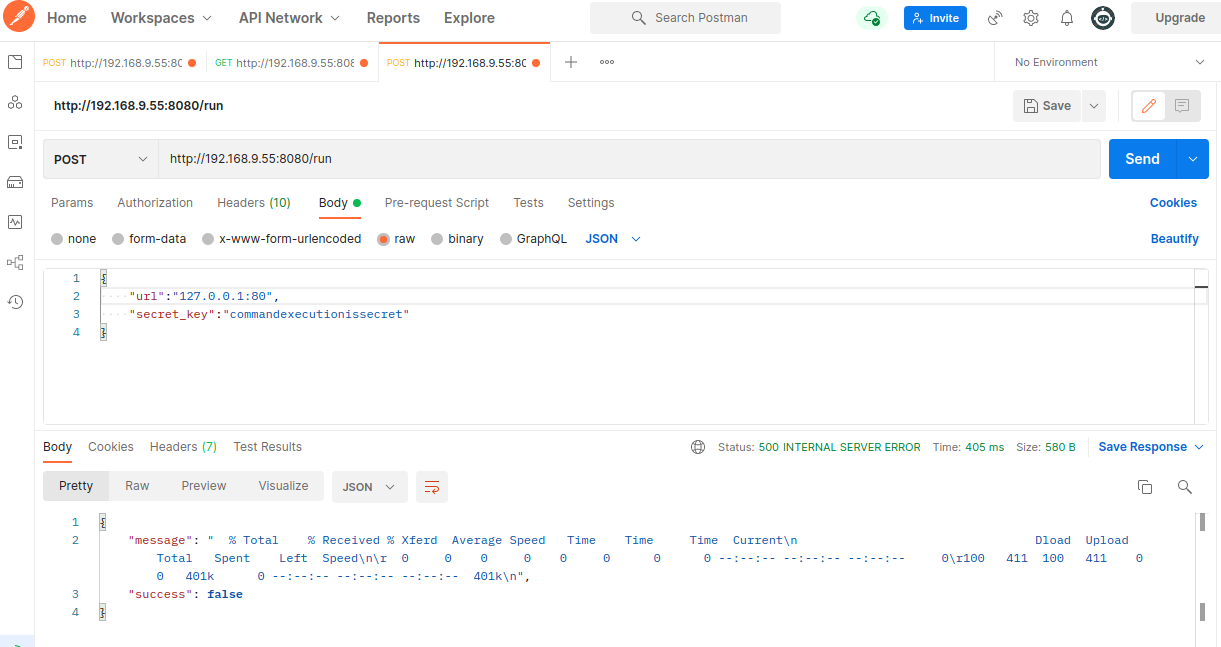 Home Workspaces API Network Reports Explore Search Postman Invite Upgrade
POST http://192.168.9.55:80 GET http://192.168.9.55:808 POST http://192.168.9.55:80 No Environment
http://192.168.9.55:8080/run Save
POST http://192.168.9.55:8080/run Send
Params Authorization Headers (10) Body Pre-request Script Tests Settings Cookies
none form-data x-www-form-urlencoded raw binary GraphQL JSON Beautify
1 {
2 "url":"127.0.0.1:80",
3 "secret_key":"commandexecutionissecret"
4 }
Body Cookies Headers (7) Test Results Status: 500 INTERNAL SERVER ERROR Time: 405 ms Size: 580 B Save Response
Pretty Raw Preview Visualize JSON
1 {
2 "message": "  % Total    % Received % Xferd  Average Speed   Time    Time     Time  Current\n                                 Dload  Upload
Total   Spent    Left  Speed\n\r  0     0    0     0    0     0      0      0 --:--:-- --:--:-- --:--:--     0\r100   411  100   411    0
0   401k      0 --:--:-- --:--:-- --:--:--  401k\n",
3 "success": false
4 }